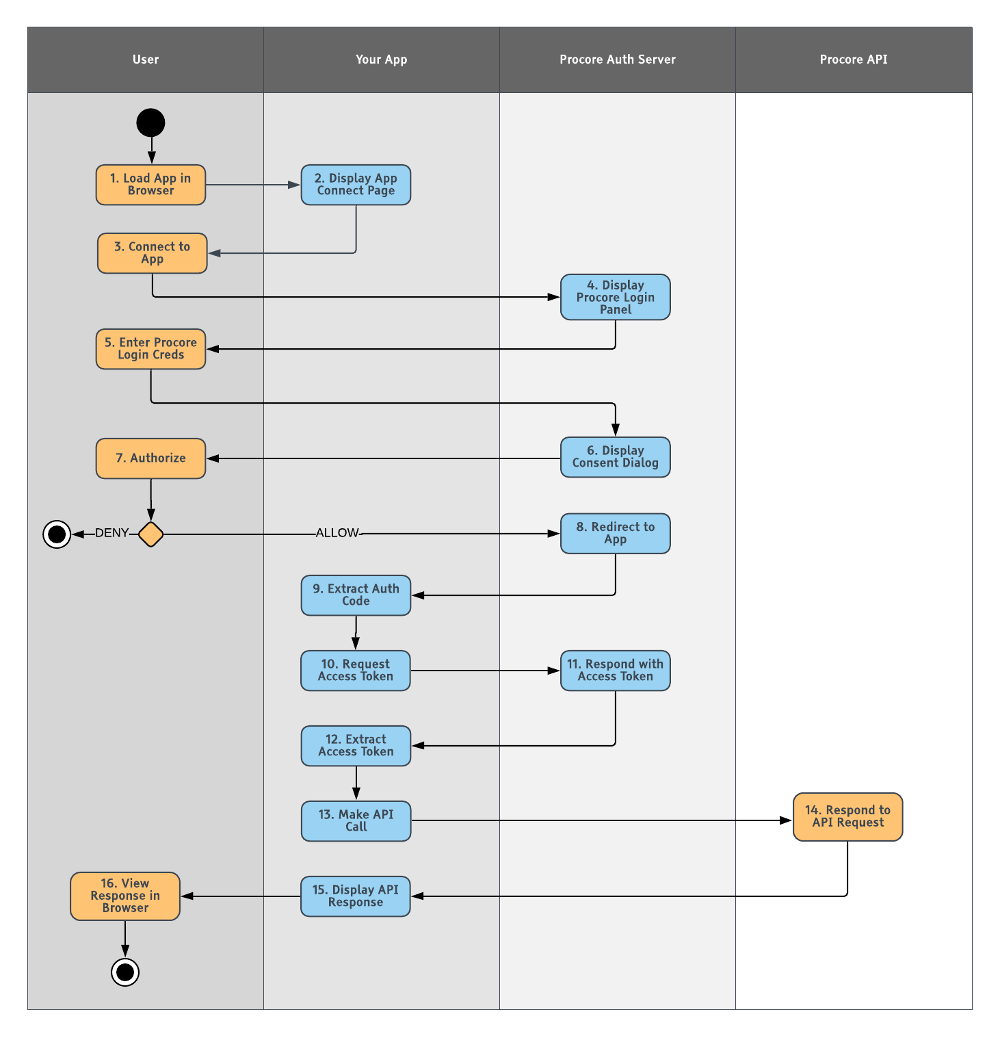 User
Your App
Procore Auth Server
Procore API
1. Load App in
Browser
2. Display App
Connect Page
3. Connect to
App
4. Display
Procore Login
Panel
5. Enter Procore
Login Creds
6. Display
Consent Dialog
7. Authorize
DENY
ALLOW
8. Redirect to
App
9. Extract Auth
Code
10. Request
Access Token
11. Respond with
Access Token
12. Extract
Access Token
13. Make API
Call
14. Respond to
API Request
15. Display API
Response
16. View
Response in
Browser